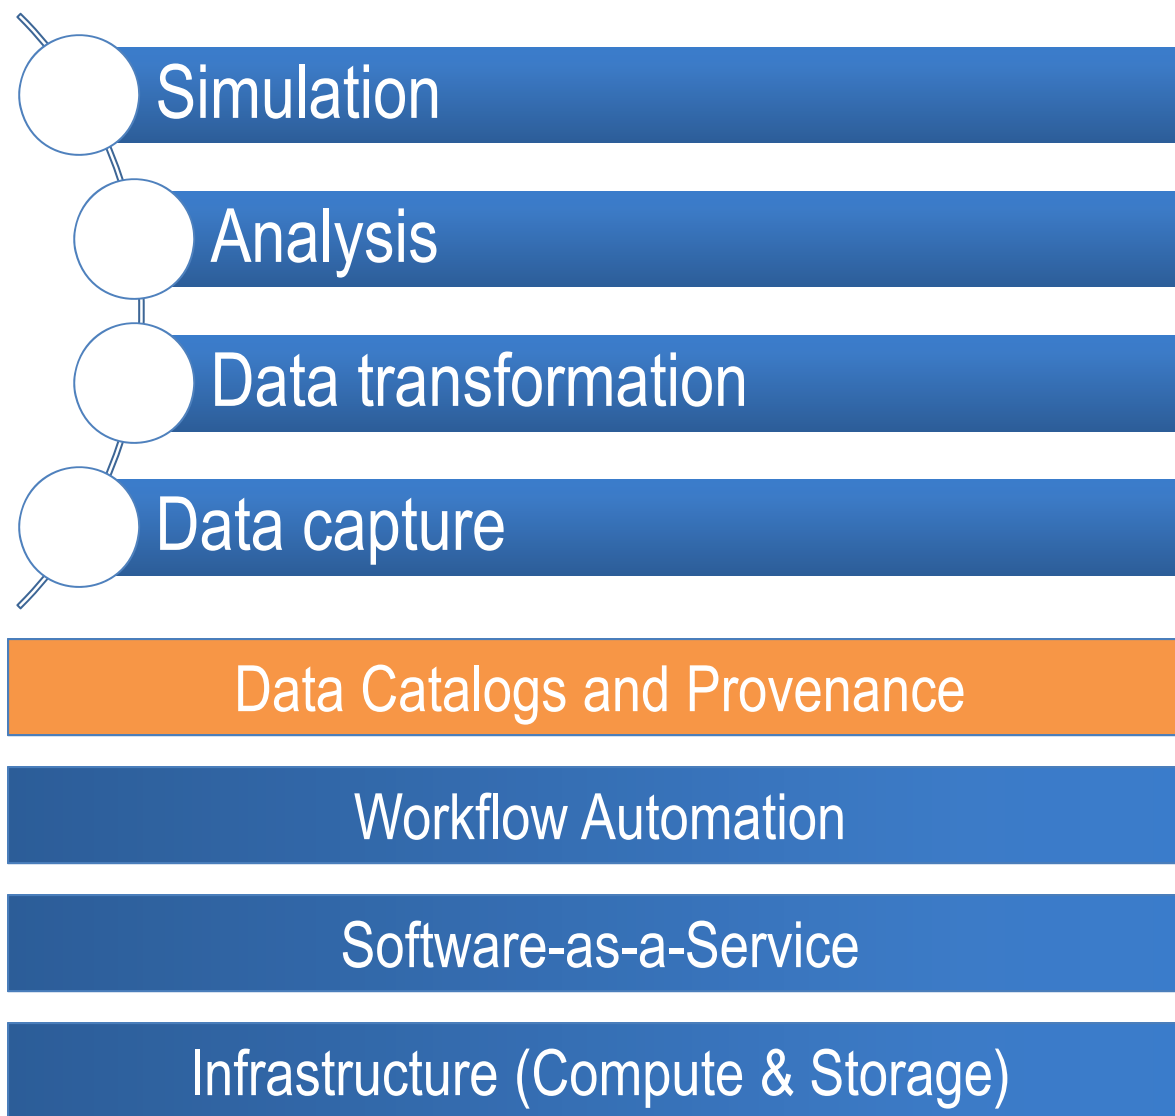 Simulation
Analysis
Data transformation
Data capture
Data Catalogs and Provenance
Workflow Automation
Software-as-a-Service
Infrastructure (Compute & Storage)